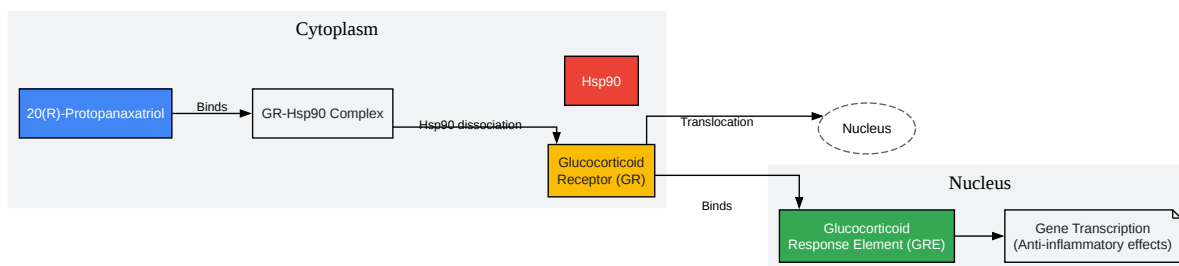 Cytoplasm
Hsp90
20(R)-Protopanaxatriol
Binds
GR-Hsp90 Complex
Hsp90 dissociation
Glucocorticoid
Receptor (GR)
Translocation
Nucleus
Binds
Nucleus
Glucocorticoid
Response Element (GRE)
Gene Transcription
(Anti-inflammatory effects)